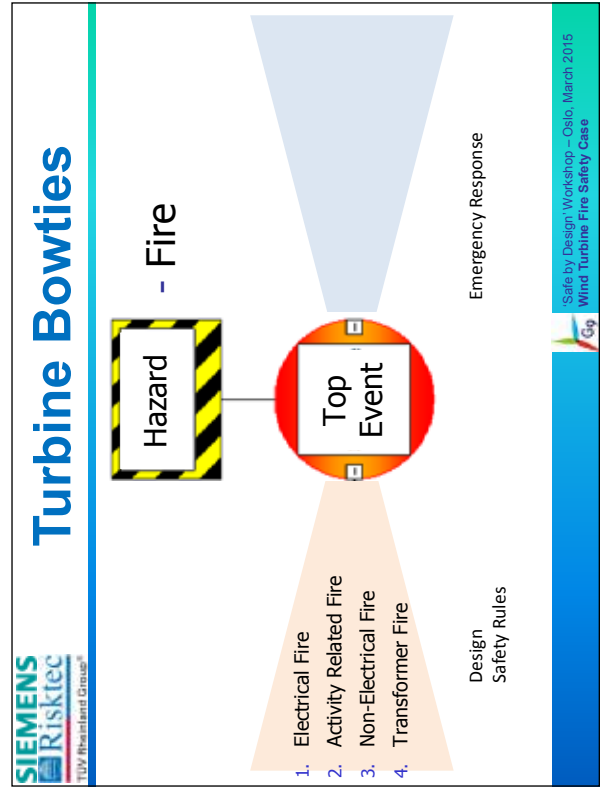 SIEMENS
Risktec
TÜV Rheinland Group®
Turbine Bowties
Hazard
- Fire
Top
Event
1. Electrical Fire
2. Activity Related Fire
3. Non-Electrical Fire
4. Transformer Fire
Design
Safety Rules
Emergency Response
G9
'Safe by Design' Workshop – Oslo, March 2015
Wind Turbine Fire Safety Case